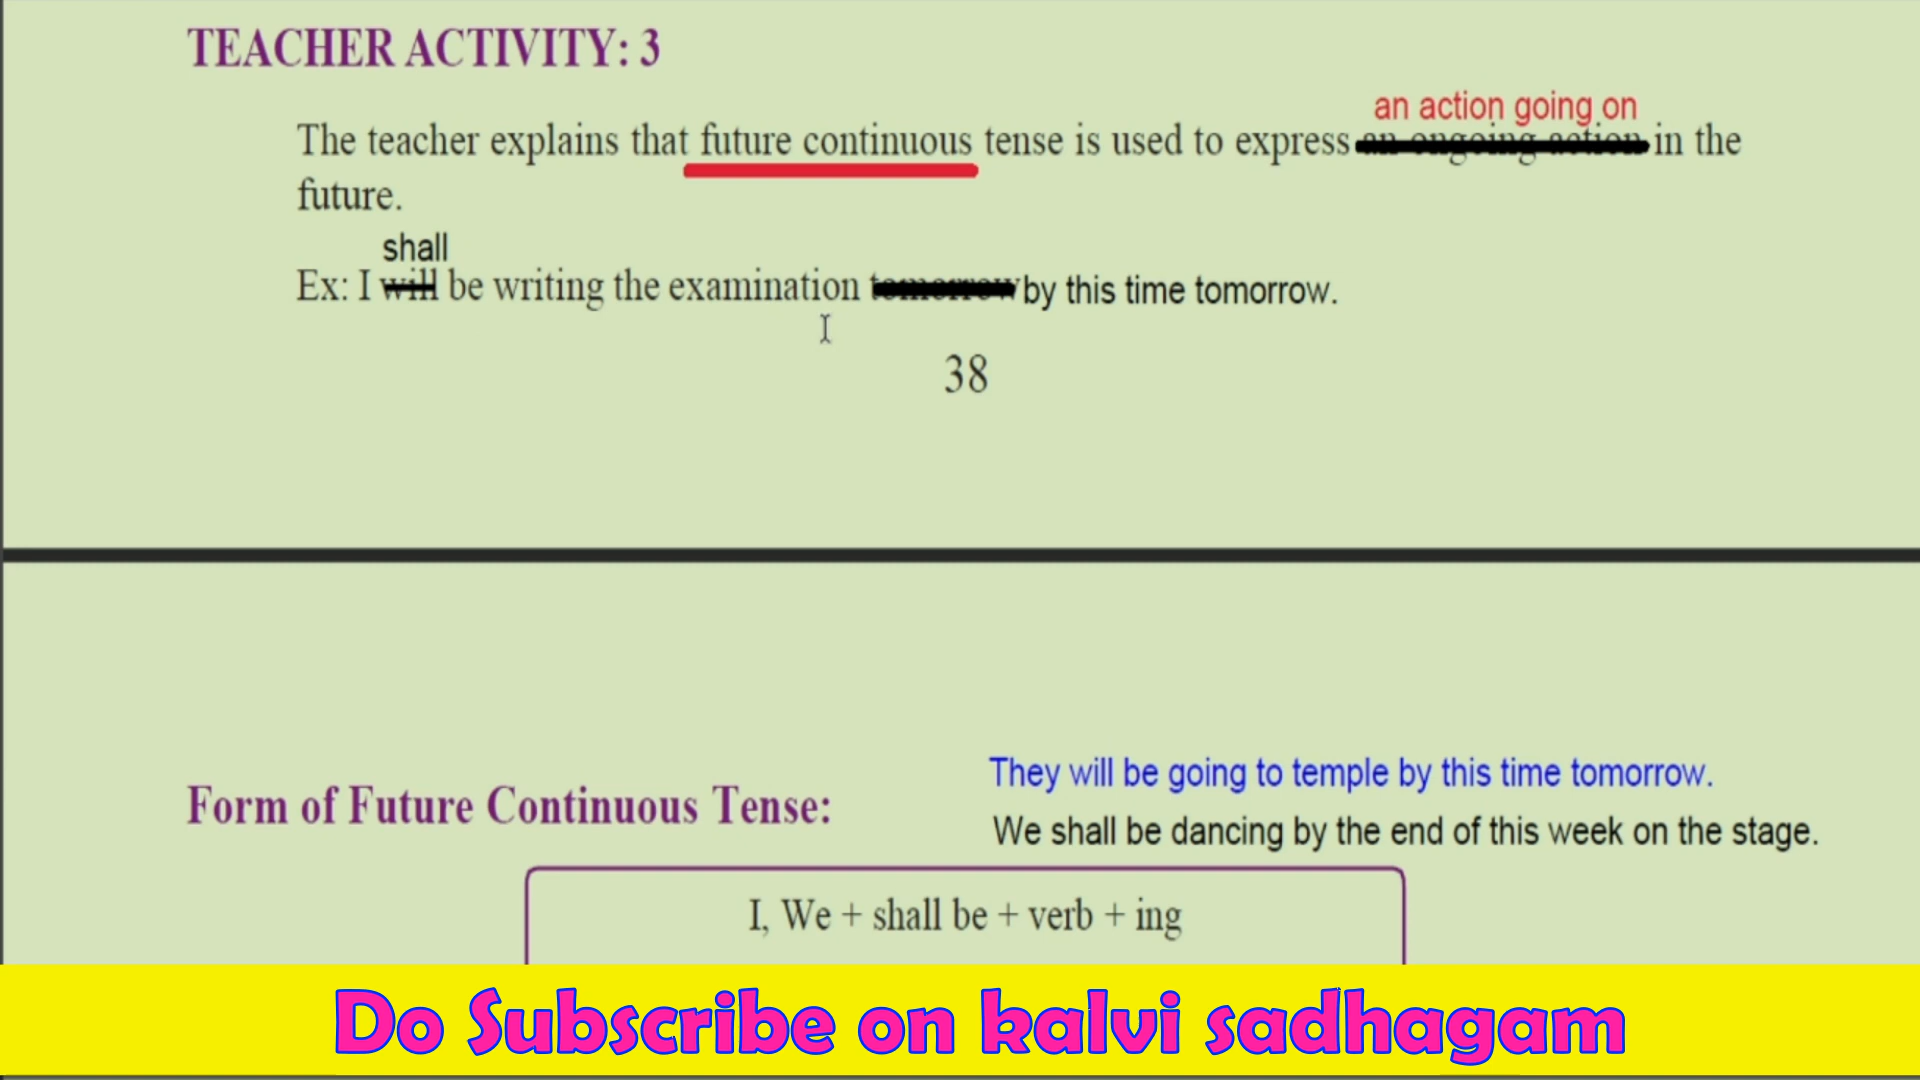 TEACHER ACTIVITY: 3
an action going on
The teacher explains that future continuous tense is used to express an ongoing action in the
future.
shall
Ex: I will be writing the examination tomorrow by this time tomorrow.
38
They will be going to temple by this time tomorrow.
Form of Future Continuous Tense:
We shall be dancing by the end of this week on the stage.
I, We + shall be + verb + ing
Do Subscribe on kalvi sadhagam